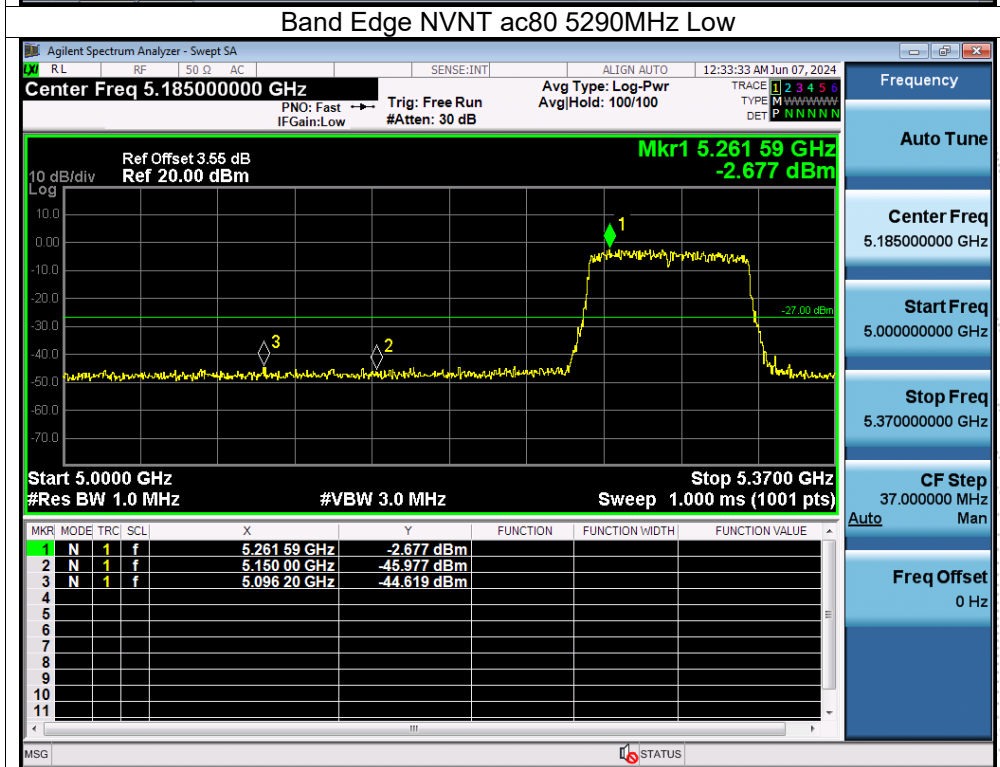 Band Edge NVNT ac80 5290MHz Low
Agilent Spectrum Analyzer - Swept SA
LXI RL RF 50 Ω AC SENSE:INT ALIGN AUTO 12:33:33 AM Jun 07, 2024
Center Freq 5.185000000 GHz
PNO: Fast
IFGain:Low
Trig: Free Run
#Atten: 30 dB
Avg Type: Log-Pwr
Avg|Hold: 100/100
TRACE 1 2 3 4 5 6
TYPE M WWWWW
DET P N N N N N
Mkr1 5.261 59 GHz
-2.677 dBm
Ref Offset 3.55 dB
10 dB/div Ref 20.00 dBm
Log
10.0
0.00
-10.0
-20.0
-30.0
-40.0
-50.0
-60.0
-70.0
1
-27.00 dBm
3
2
Start 5.0000 GHz Stop 5.3700 GHz
#Res BW 1.0 MHz #VBW 3.0 MHz Sweep 1.000 ms (1001 pts)
MKR MODE TRC SCL X Y FUNCTION FUNCTION WIDTH FUNCTION VALUE
1 N 1 f 5.261 59 GHz -2.677 dBm
2 N 1 f 5.150 00 GHz -45.977 dBm
3 N 1 f 5.096 20 GHz -44.619 dBm
4
5
6
7
8
9
10
11
MSG STATUS
Frequency
Auto Tune
Center Freq
5.185000000 GHz
Start Freq
5.000000000 GHz
Stop Freq
5.370000000 GHz
CF Step
37.000000 MHz
Auto Man
Freq Offset
0 Hz